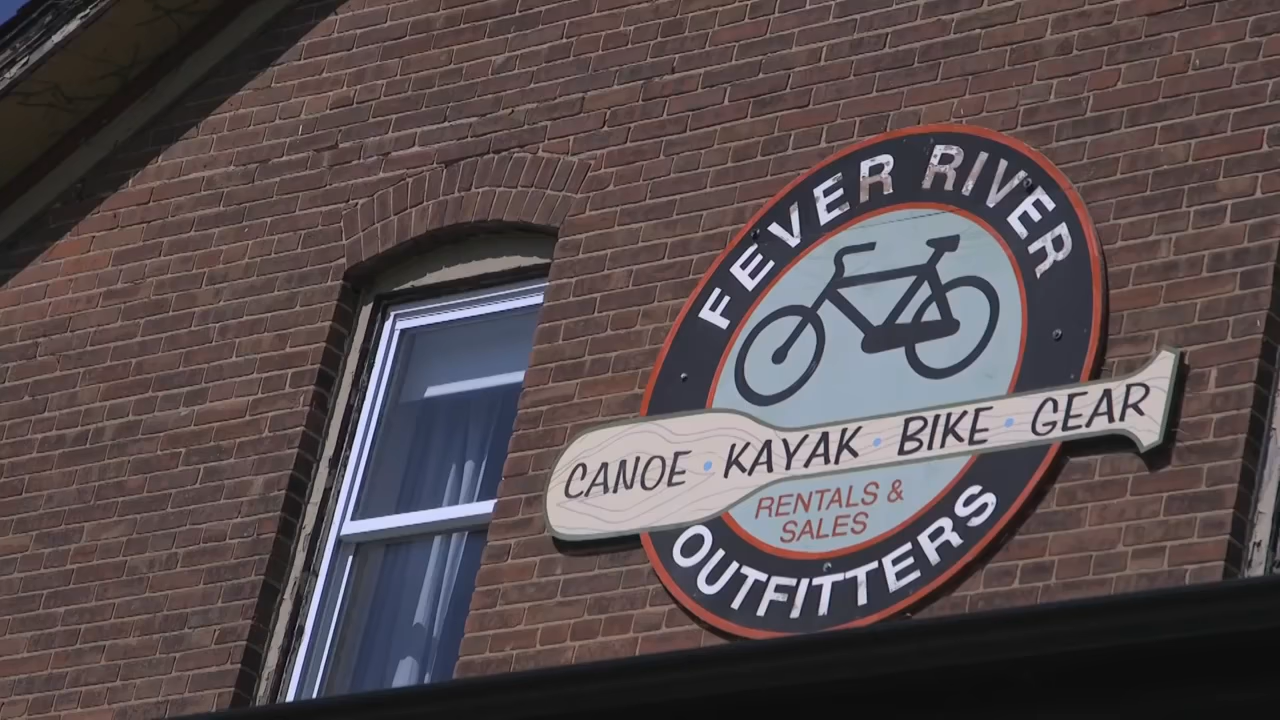 FEVER RIVER
CANOE • KAYAK • BIKE • GEAR
RENTALS &
SALES
OUTFITTERS